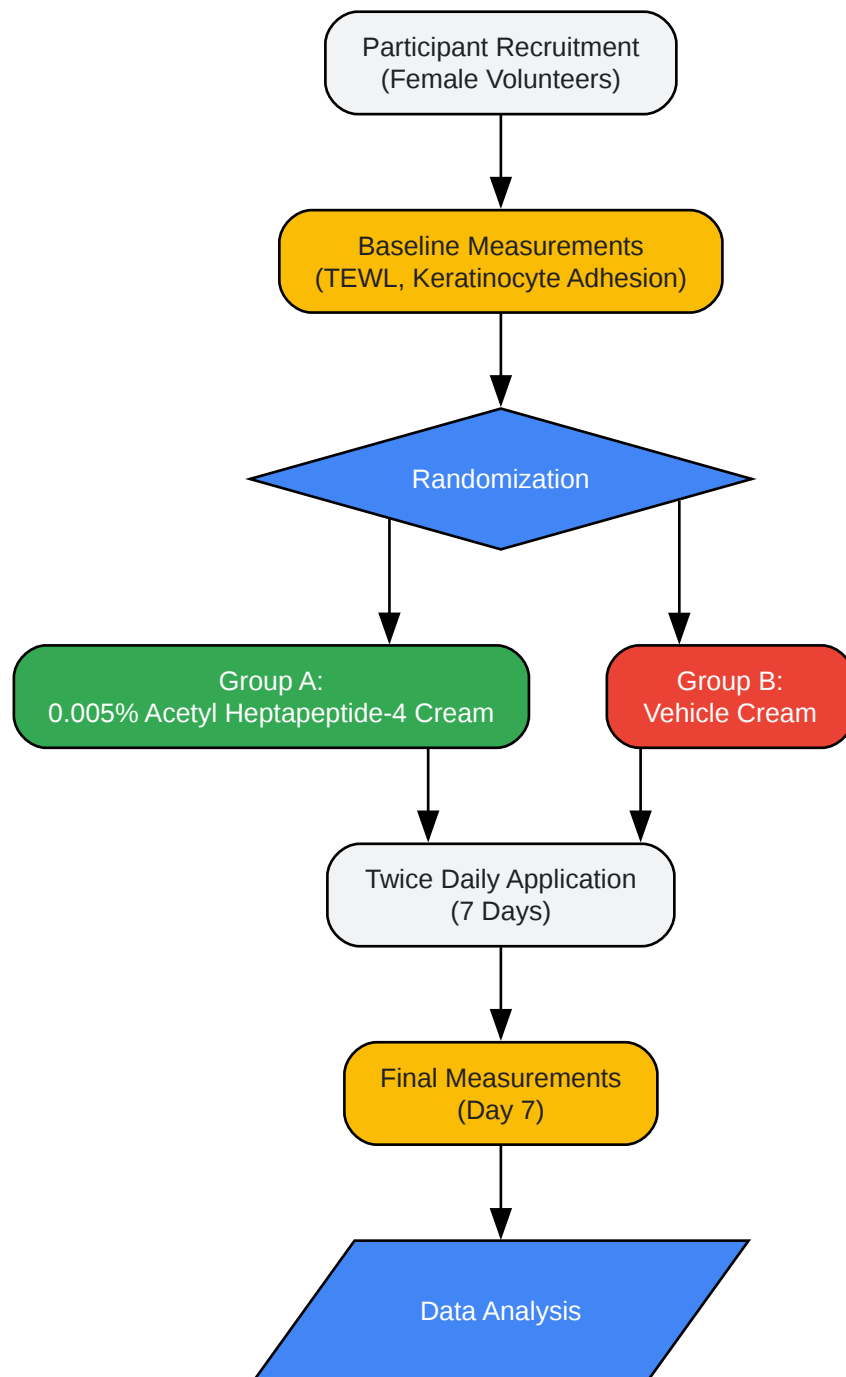 Participant Recruitment
(Female Volunteers)
Baseline Measurements
(TEWL, Keratinocyte Adhesion)
Randomization
Group A:
0.005% Acetyl Heptapeptide-4 Cream
Group B:
Vehicle Cream
Twice Daily Application
(7 Days)
Final Measurements
(Day 7)
Data Analysis